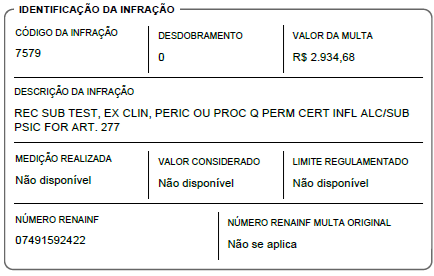 IDENTIFICAÇÃO DA INFRAÇÃO
CÓDIGO DA INFRAÇÃO
7579
DESDOBRAMENTO
0
VALOR DA MULTA
R$ 2.934,68
DESCRIÇÃO DA INFRAÇÃO
REC SUB TEST, EX CLIN, PERIC OU PROC Q PERM CERT INFL ALC/SUB
PSIC FOR ART. 277
MEDIÇÃO REALIZADA
Não disponível
VALOR CONSIDERADO
Não disponível
LIMITE REGULAMENTADO
Não disponível
NÚMERO RENAINF
07491592422
NÚMERO RENAINF MULTA ORIGINAL
Não se aplica